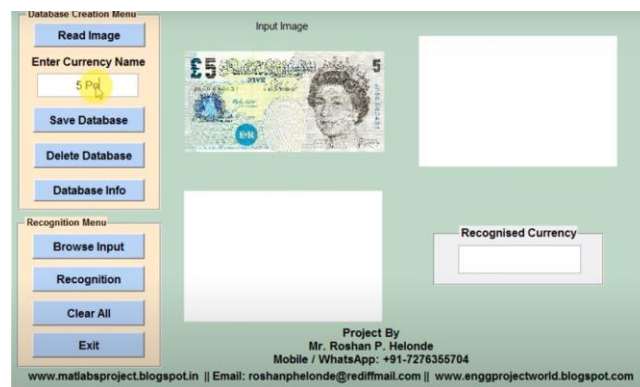 Database Creation Menu
Read Image
Enter Currency Name
5 Po
Save Database
Delete Database
Database Info
Recognition Menu
Browse Input
Recognition
Clear All
Exit
Input Image
£5
5
FIVE
E▪R
Recognised Currency
Project By
Mr. Roshan P. Helonde
Mobile / WhatsApp: +91-7276355704
www.matlabsproject.blogspot.in || Email: roshanphelonde@rediffmail.com || www.enggprojectworld.blogspot.com